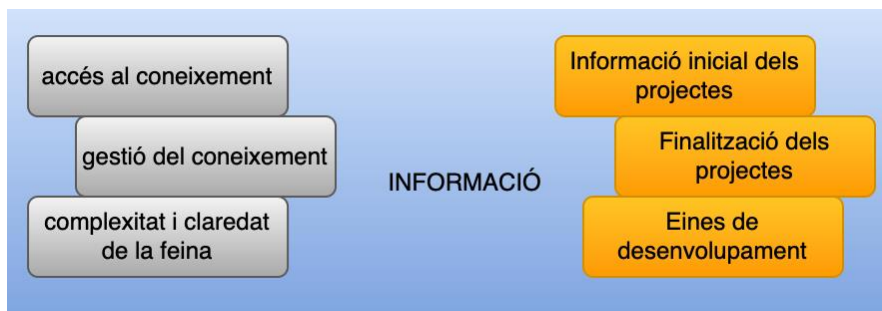 accés al coneixement
gestió del coneixement
complexitat i claredat
de la feina
INFORMACIÓ
Informació inicial dels
projectes
Finalització dels
projectes
Eines de
desenvolupament